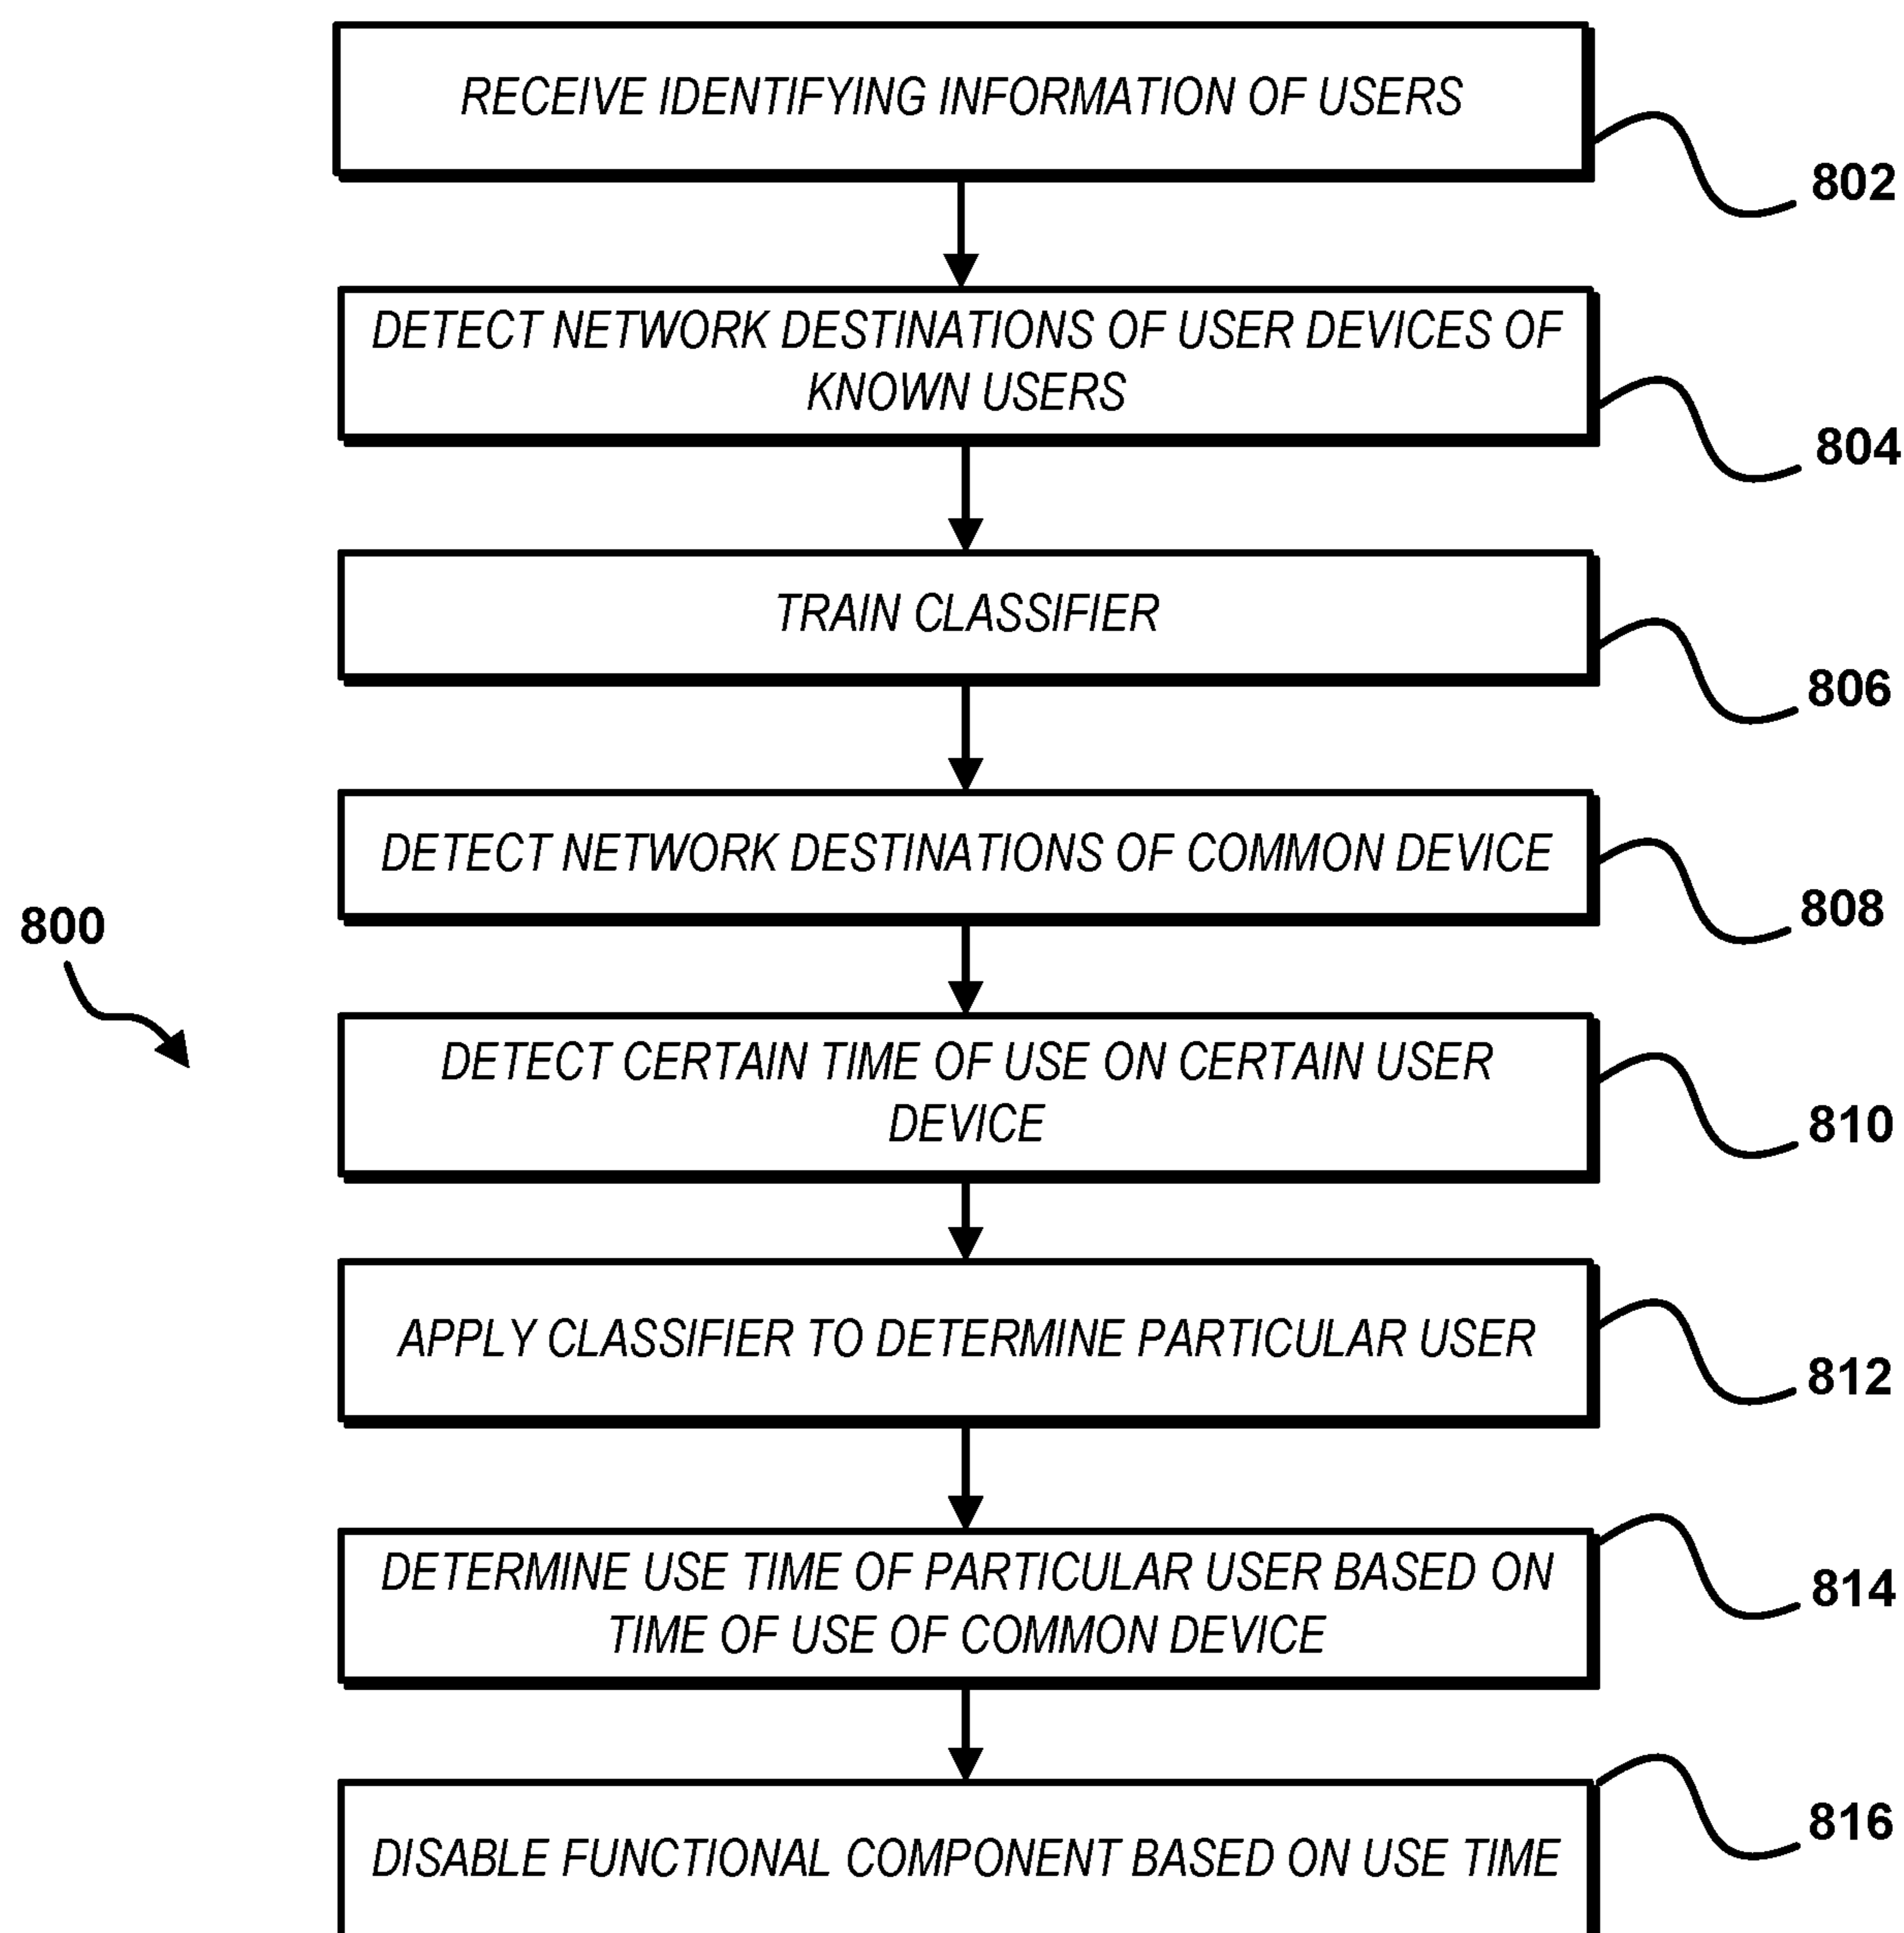 RECEIVE IDENTIFYING INFORMATION OF USERS
802
DETECT NETWORK DESTINATIONS OF USER DEVICES OF
KNOWN USERS
804
TRAIN CLASSIFIER
806
DETECT NETWORK DESTINATIONS OF COMMON DEVICE
808
800
DETECT CERTAIN TIME OF USE ON CERTAIN USER
DEVICE
810
APPLY CLASSIFIER TO DETERMINE PARTICULAR USER
812
DETERMINE USE TIME OF PARTICULAR USER BASED ON
TIME OF USE OF COMMON DEVICE
814
DISABLE FUNCTIONAL COMPONENT BASED ON USE TIME
816